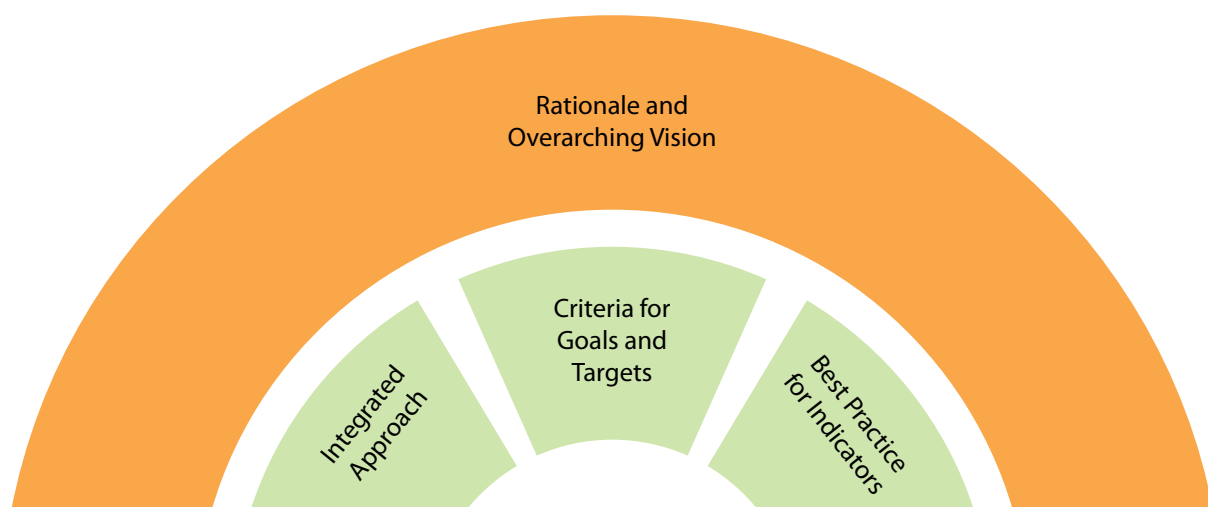 Rationale and
Overarching Vision
Integrated
Approach
Criteria for
Goals and
Targets
Best Practice
for Indicators